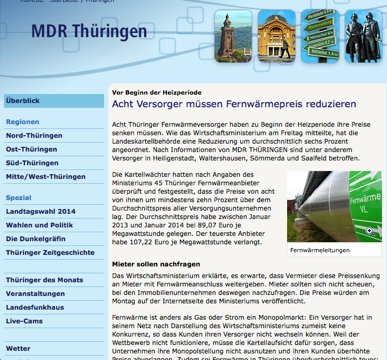 Startseite | Thüringen
MDR Thüringen
Überblick
Regionen
Nord-Thüringen
Ost-Thüringen
Süd-Thüringen
Mitte/West-Thüringen
Spezial
Landtagswahl 2014
Wahlen und Politik
Die Dunkelgräfin
Thüringer Zeitgeschichte
Thüringen des Monats
Veranstaltungen
Landesfunkhaus
Live-Cams
Wetter
Vor Beginn der Heizperiode
Acht Versorger müssen Fernwärmepreis reduzieren
Acht Thüringer Fernwärmeversorger haben zu Beginn der Heizperiode ihre Preise
senken müssen. Wie das Wirtschaftsministerium am Freitag mitteilte, hat die
Landeskartellbehörde eine Reduzierung um durchschnittlich sechs Prozent
angeordnet. Nach Informationen von MDR THÜRINGEN sind unter anderem
Versorger in Heiligenstadt, Waltershausen, Sömmerda und Saalfeld betroffen.
Die Kartellwächter hatten nach Angaben des
Ministeriums 45 Thüringer Fernwärmeanbieter
überprüft und festgestellt, dass die Preise von acht
von ihnen um mindestens zehn Prozent über dem
Durchschnittspreis aller Versorgungsunternehmen
lag. Der Durchschnittspreis habe zwischen Januar
2013 und Januar 2014 bei 89,07 Euro je
Megawattstunde gelegen. Der teuerste Anbieter
habe 107,22 Euro je Megawattstunde verlangt.
Fernwärme
VL
Fernwärmeleitungen
Mieter sollen nachfragen
Das Wirtschaftsministerium erklärte, es erwarte, dass Vermieter diese Preissenkung
an Mieter mit Fernwärmeanschluss weitergeben. Mieter sollten sich nicht scheuen,
bei den Immobilienunternehmen deswegen nachzufragen. Die Preise würden am
Montag auf der Internetseite des Ministeriums veröffentlicht.
Fernwärme ist anders als Gas oder Strom ein Monopolmarkt: Ein Versorger hat in
seinem Netz nach Darstellung des Wirtschaftsministeriums zumeist keine
Konkurrenz, so dass Kunden ihren Versorger nicht wechseln können. Weil der
Wettbewerb nicht funktioniere, müsse die Kartellaufsicht dafür sorgen, dass
Unternehmen ihre Monopolstellung nicht ausnutzen und ihren Kunden überhöhte